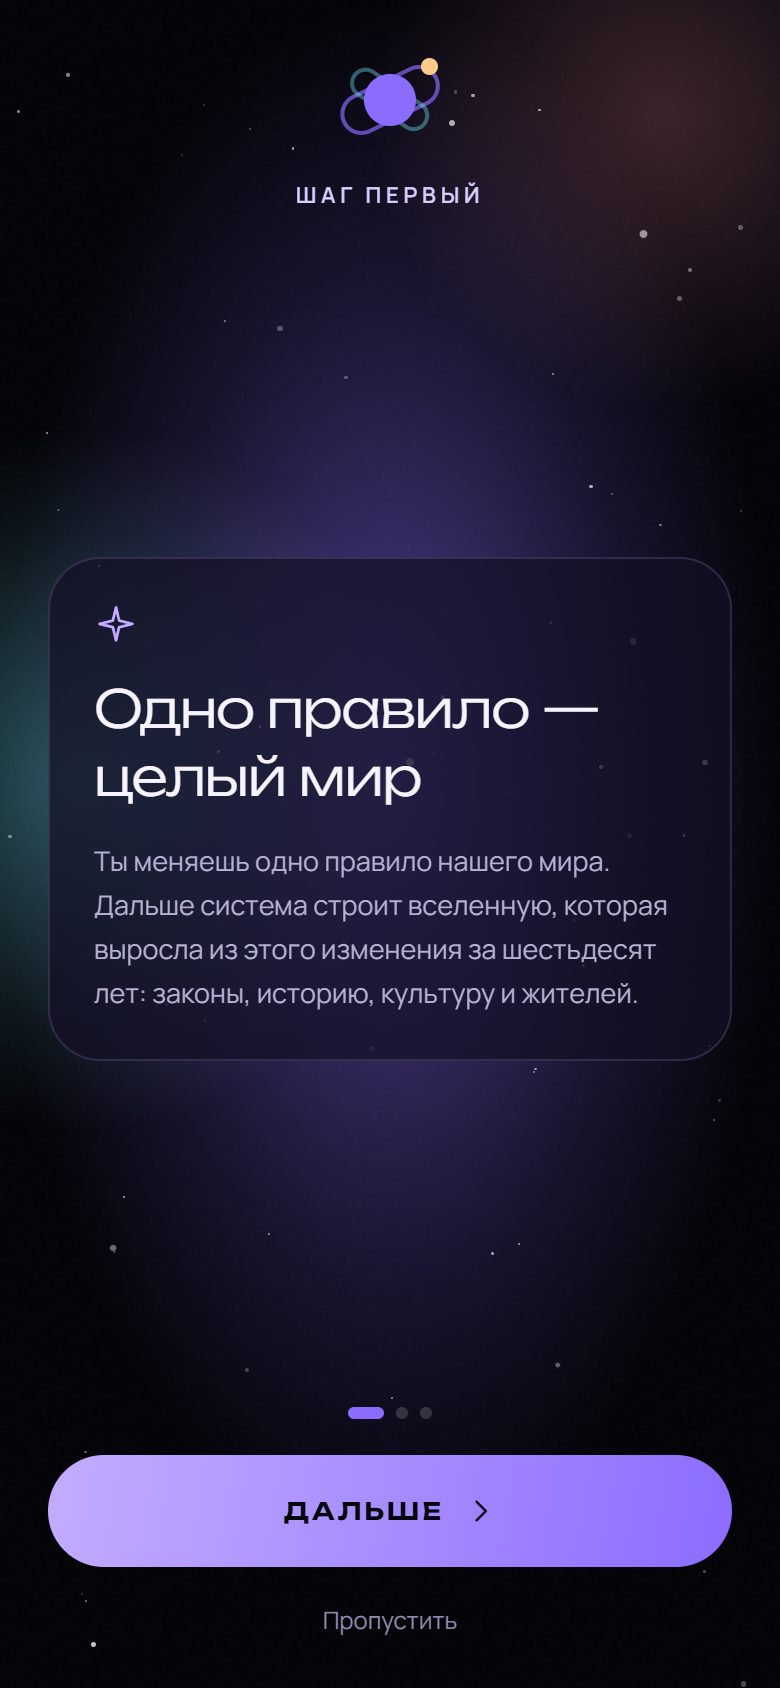 ШАГ ПЕРВЫЙ
Одно правило —
целый мир
Ты меняешь одно правило нашего мира.
Дальше система строит вселенную, которая
выросла из этого изменения за шестьдесят
лет: законы, историю, культуру и жителей.
ДАЛЬШЕ
Пропустить